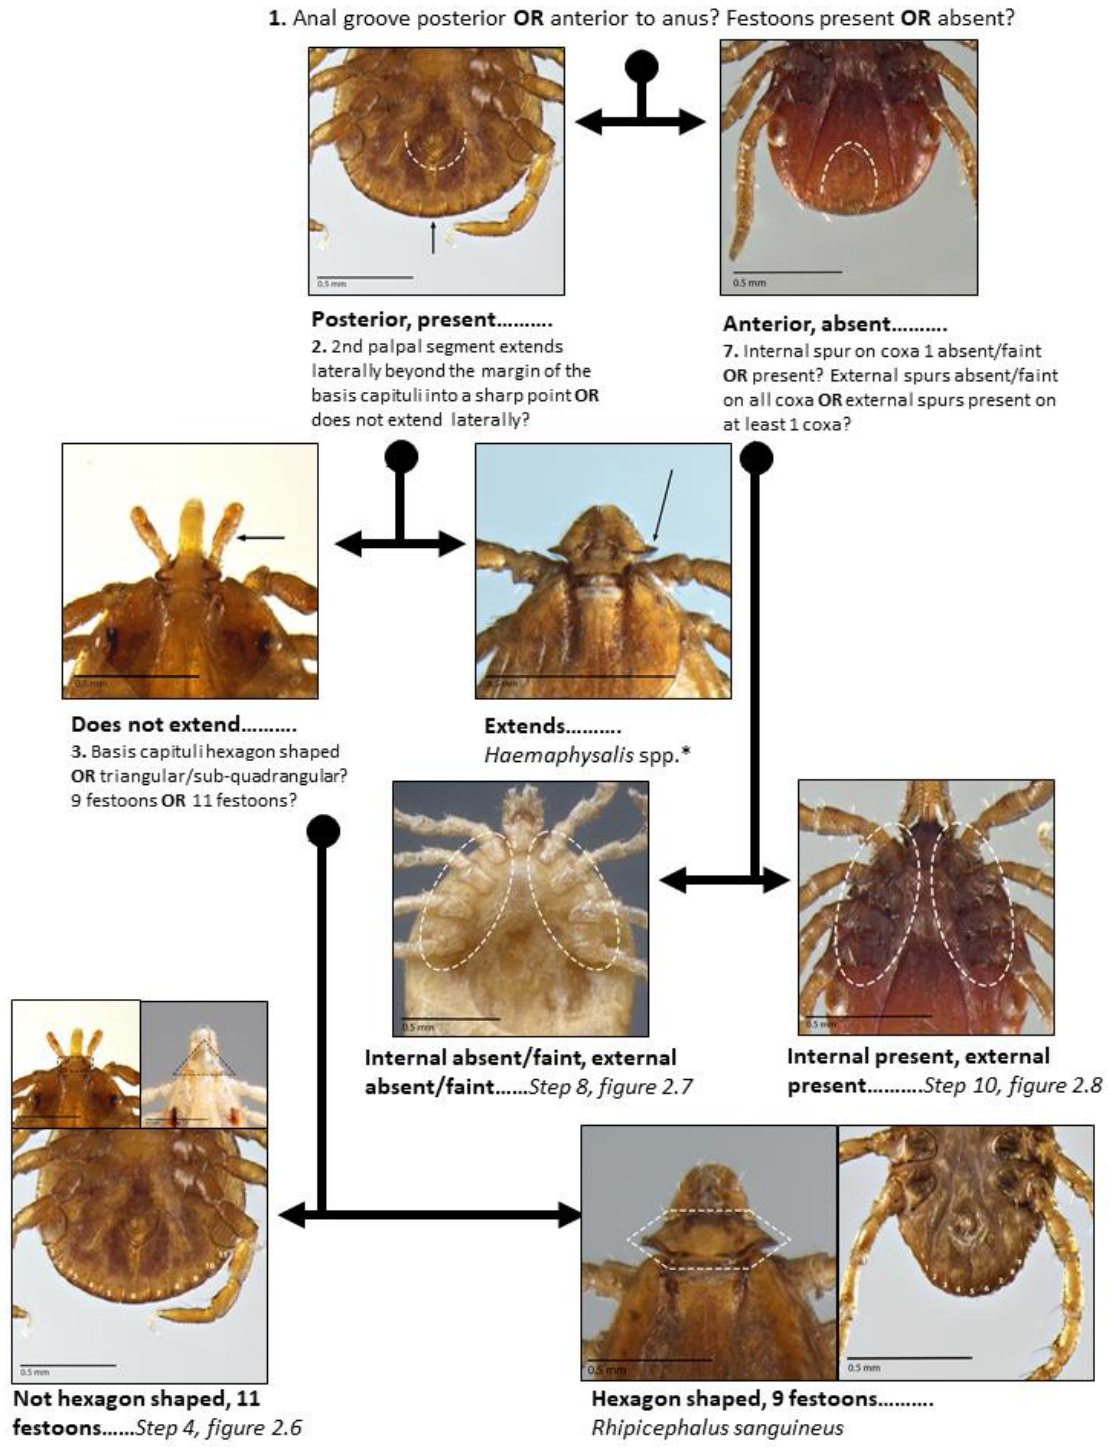 1. Anal groove posterior OR anterior to anus? Festoons present OR absent?
0.5 mm
0.5 mm
Posterior, present..........
2. 2nd palpal segment extends
laterally beyond the margin of the
basis capituli into a sharp point OR
does not extend laterally?
Anterior, absent..........
7. Internal spur on coxa 1 absent/faint
OR present? External spurs absent/faint
on all coxa OR external spurs present on
at least 1 coxa?
0.5 mm
0.5 mm
Does not extend..........
3. Basis capituli hexagon shaped
OR triangular/sub-quadrangular?
9 festoons OR 11 festoons?
Extends..........
Haemaphysalis spp.*
0.5 mm
0.5 mm
Internal absent/faint, external
absent/faint......Step 8, figure 2.7
Internal present, external
present..........Step 10, figure 2.8
0.5 mm
Not hexagon shaped, 11
festoons......Step 4, figure 2.6
0.5 mm
0.5 mm
Hexagon shaped, 9 festoons..........
Rhipicephalus sanguineus